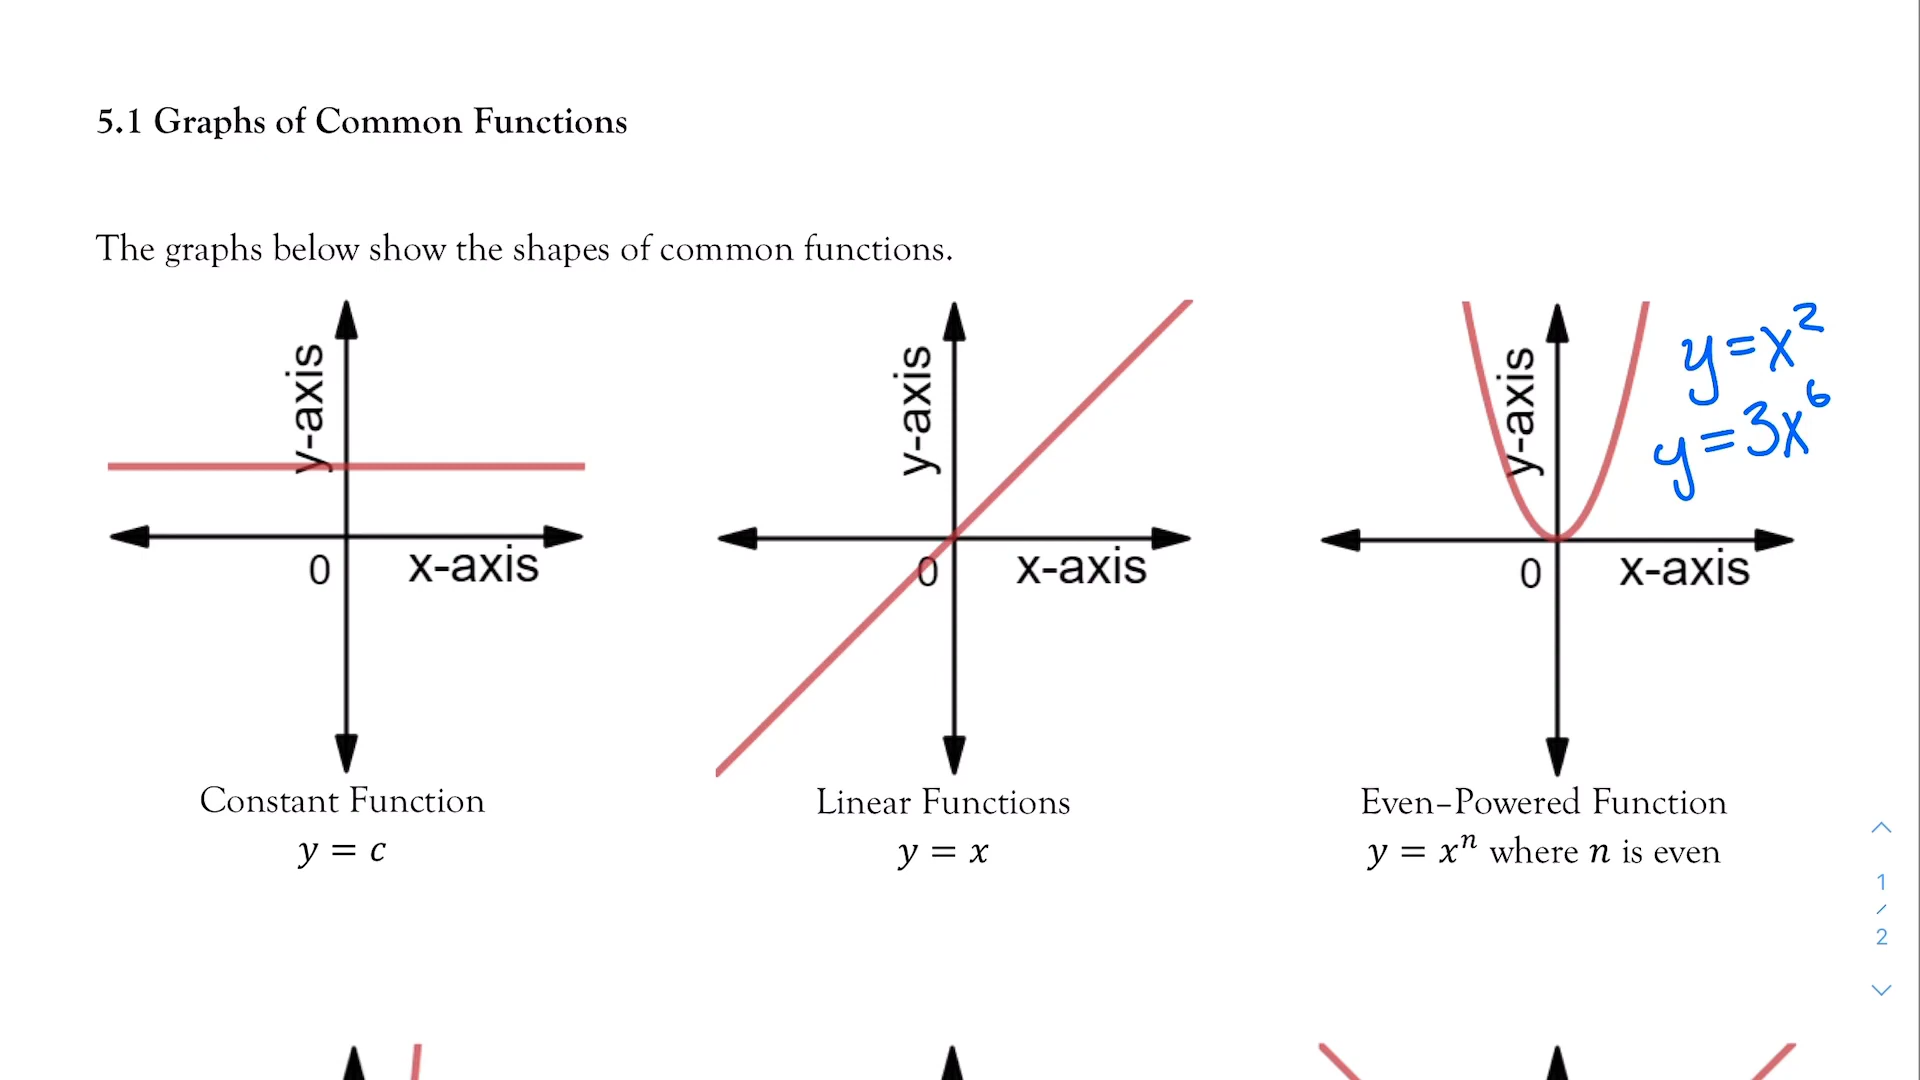 5.1 Graphs of Common Functions
The graphs below show the shapes of common functions.
y-axis
0
x-axis
Constant Function
y = c
y-axis
0
x-axis
Linear Functions
y = x
y-axis
0
x-axis
y=x²
y=3x⁶
Even-Powered Function
y = xⁿ where n is even
1
/
2